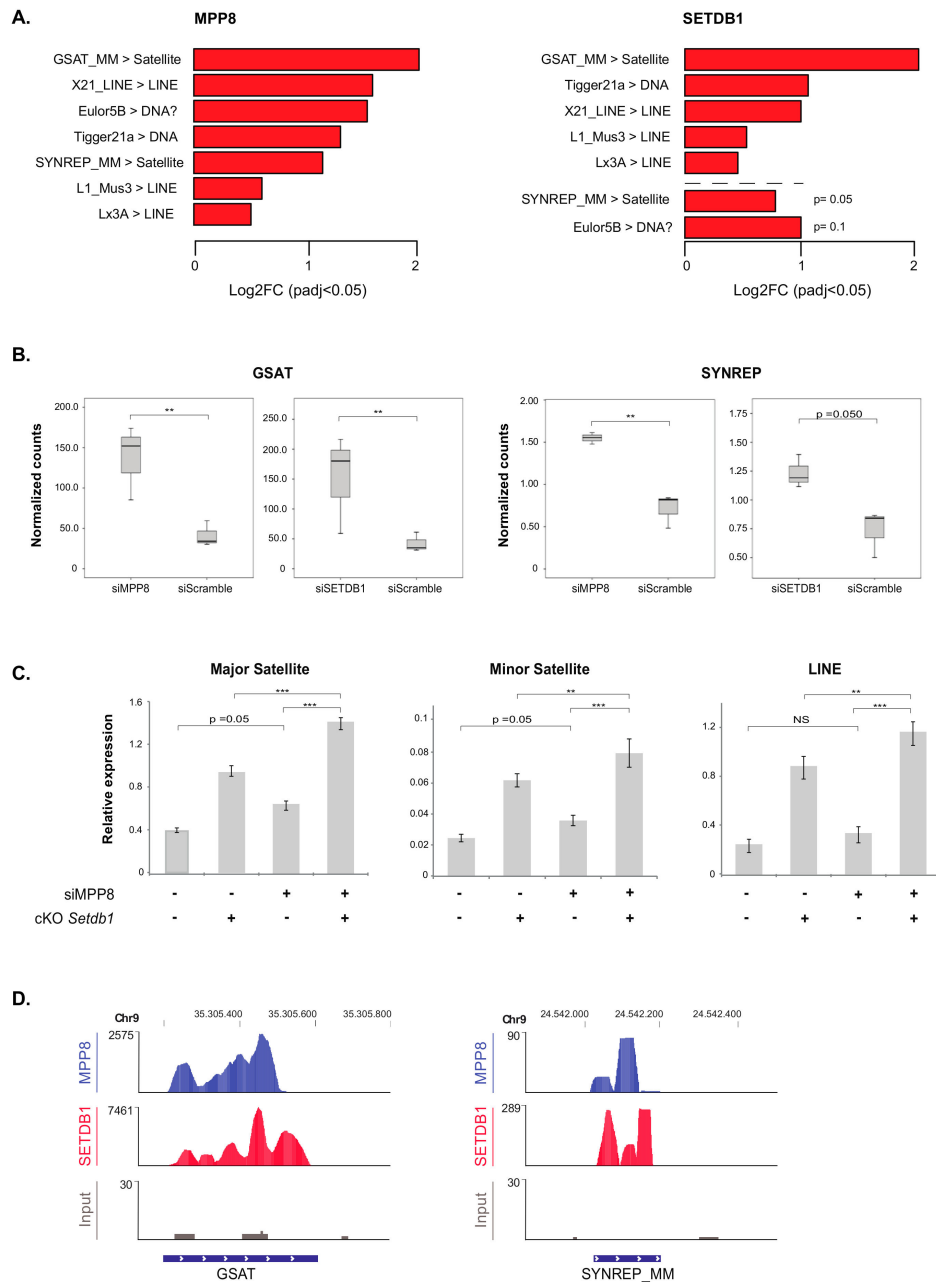 A.
MPP8
GSAT_MM > Satellite
X21_LINE > LINE
Eulor5B > DNA?
Tigger21a > DNA
SYNREP_MM > Satellite
L1_Mus3 > LINE
Lx3A > LINE
0 1 2
Log2FC (padj<0.05)
SETDB1
GSAT_MM > Satellite
Tigger21a > DNA
X21_LINE > LINE
L1_Mus3 > LINE
Lx3A > LINE
SYNREP_MM > Satellite p= 0.05
Eulor5B > DNA? p= 0.1
0 1 2
Log2FC (padj<0.05)
B.
GSAT
Normalized counts
200.0
150.0
100.0
50.0
0
**
siMPP8 siScramble
250.0
200.0
150.0
100.0
50.0
0
**
siSETDB1 siScramble
SYNREP
Normalized counts
1.50
1.00
0.50
0
**
siMPP8 siScramble
1.75
1.50
1.25
1.00
0.75
0.50
p =0.050
siSETDB1 siScramble
C.
Major Satellite
Relative expression
1.6
1.2
0.8
0.4
0
***
p =0.05 ***
Minor Satellite
0.1
0.08
0.06
0.04
0.02
0
**
p =0.05 ***
LINE
1.2
0.8
0.4
0
**
NS ***
siMPP8 - - + + - - + + - - + +
cKO Setdb1 - + - + - + - + - + - +
D.
Chr9 35.305.400 35.305.600 35.305.800
MPP8 2575
SETDB1 7461
Input 30
GSAT
Chr9 24.542.000 24.542.200 24.542.400
MPP8 90
SETDB1 289
Input 30
SYNREP_MM